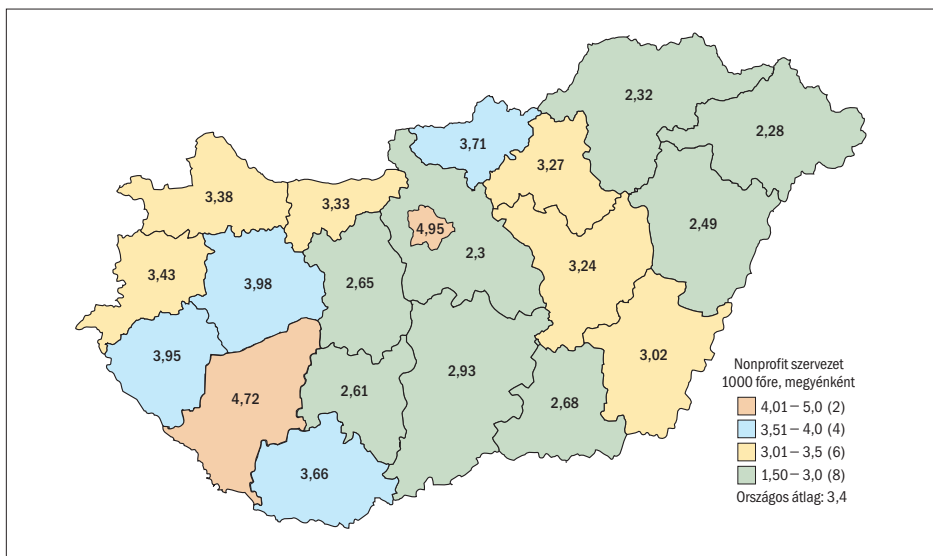 2,32
2,28
3,71
3,27
3,38
3,33
2,49
4,95
2,3
3,43
3,98
2,65
3,24
3,95
3,02
4,72
2,61
2,93
2,68
3,66
Nonprofit szervezet
1000 főre, megyénként
4,01 – 5,0 (2)
3,51 – 4,0 (4)
3,01 – 3,5 (6)
1,50 – 3,0 (8)
Országos átlag: 3,4